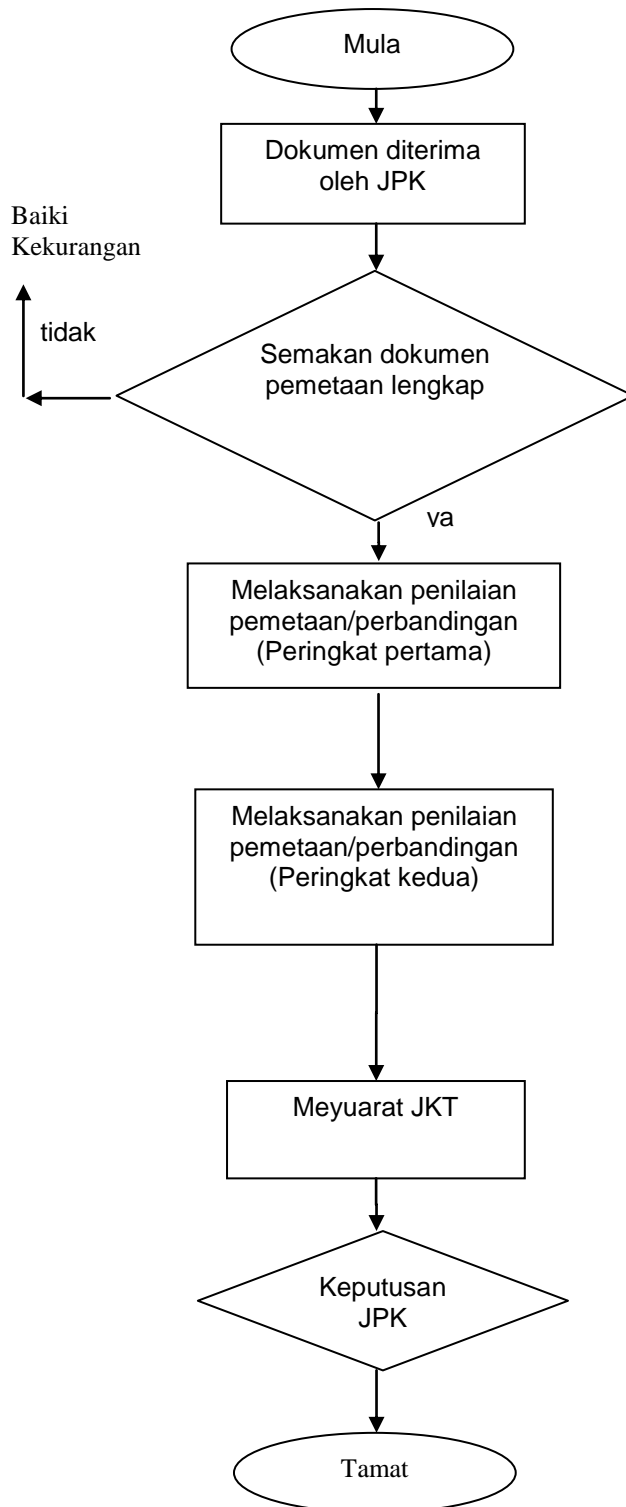 Mula
Dokumen diterima
oleh JPK
Baiki
Kekurangan
tidak
Semakan dokumen
pemetaan lengkap
va
Melaksanakan penilaian
pemetaan/perbandingan
(Peringkat pertama)
Melaksanakan penilaian
pemetaan/perbandingan
(Peringkat kedua)
Meyuarat JKT
Keputusan
JPK
Tamat